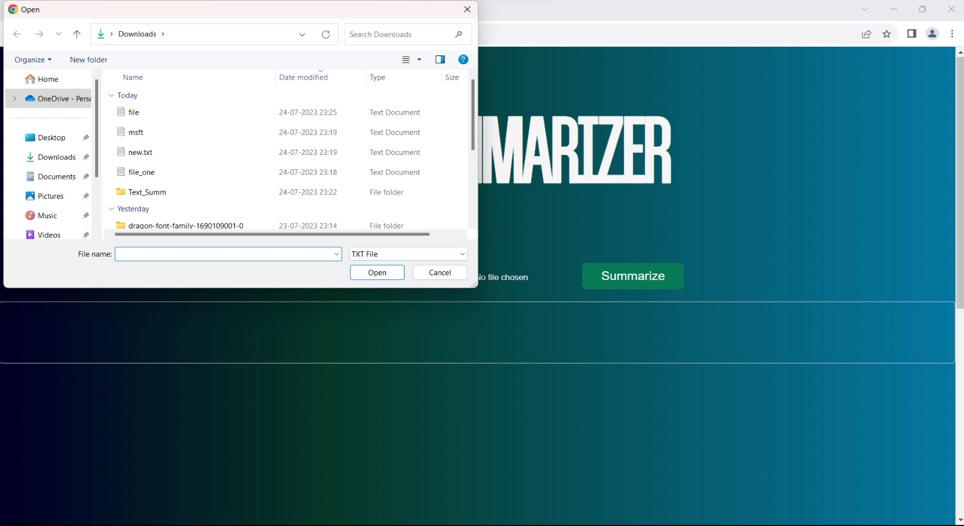 Open
Downloads
Search Downloads
Organize
New folder
Name
Date modified
Type
Size
Home
OneDrive - Pers
Desktop
Downloads
Documents
Pictures
Music
Videos
Today
file 24-07-2023 23:25 Text Document
msft 24-07-2023 23:19 Text Document
new.txt 24-07-2023 23:19 Text Document
file_one 24-07-2023 23:18 Text Document
Text_Summ 24-07-2023 23:22 File folder
Yesterday
dragon-font-family-1690109001-0 23-07-2023 23:14 File folder
File name:
TXT File
Open
Cancel
MARIZER
No file chosen
Summarize